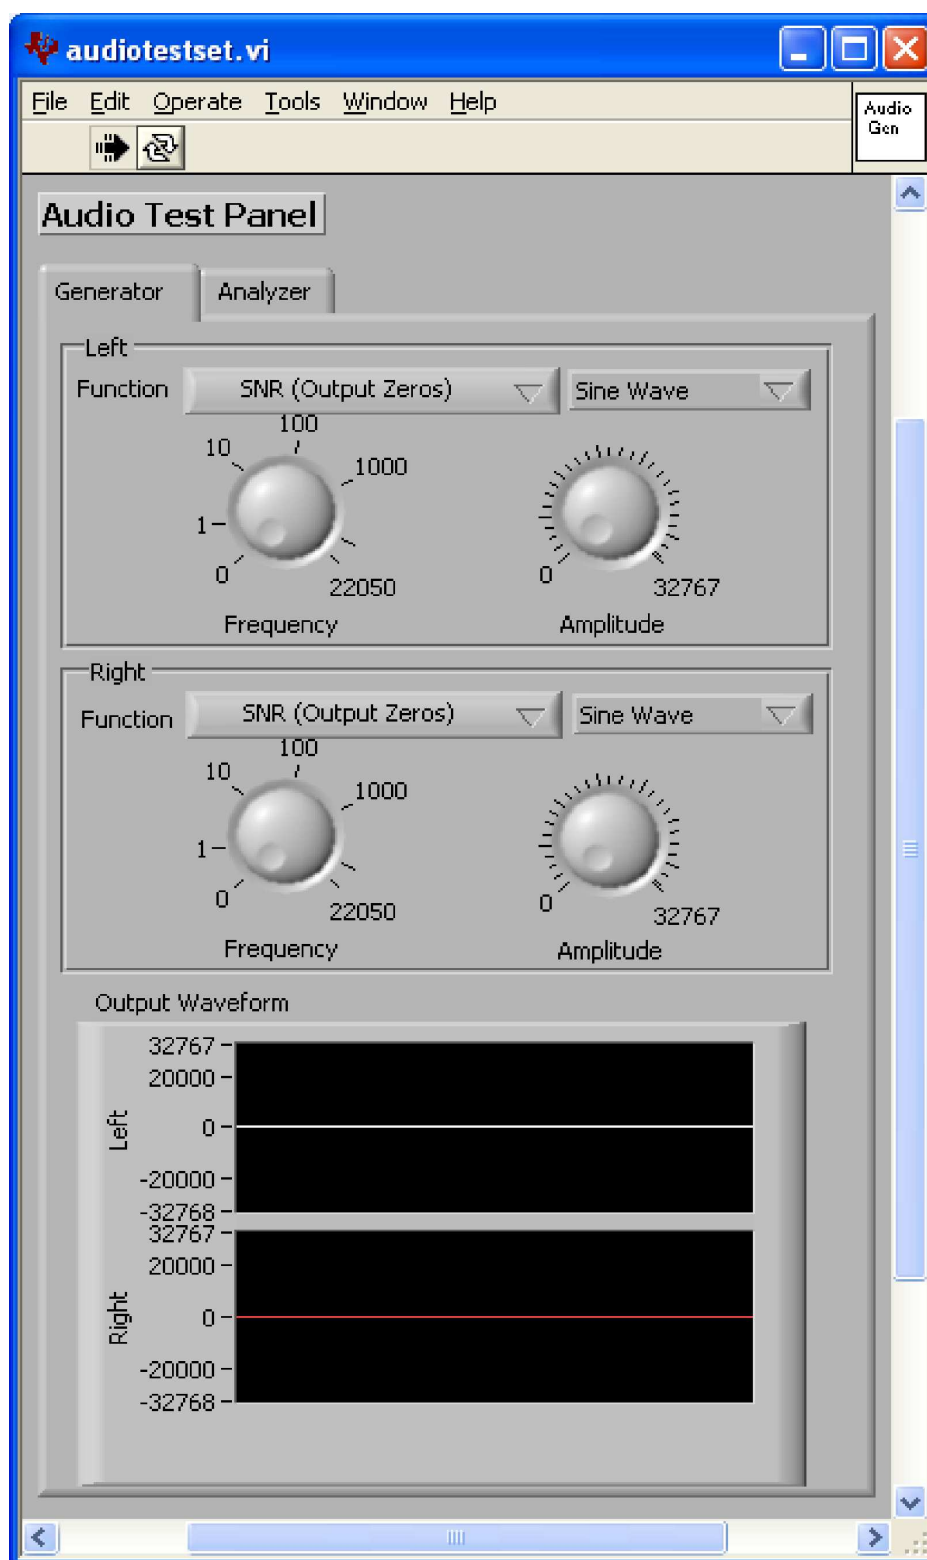 audiotestset.vi
File Edit Operate Tools Window Help
Audio
Gen
Audio Test Panel
Generator Analyzer
Left
Function SNR (Output Zeros) Sine Wave
100
10
1000
1
0
22050
Frequency
0
32767
Amplitude
Right
Function SNR (Output Zeros) Sine Wave
100
10
1000
1
0
22050
Frequency
0
32767
Amplitude
Output Waveform
Left
32767
20000
0
-20000
-32768
Right
32767
20000
0
-20000
-32768